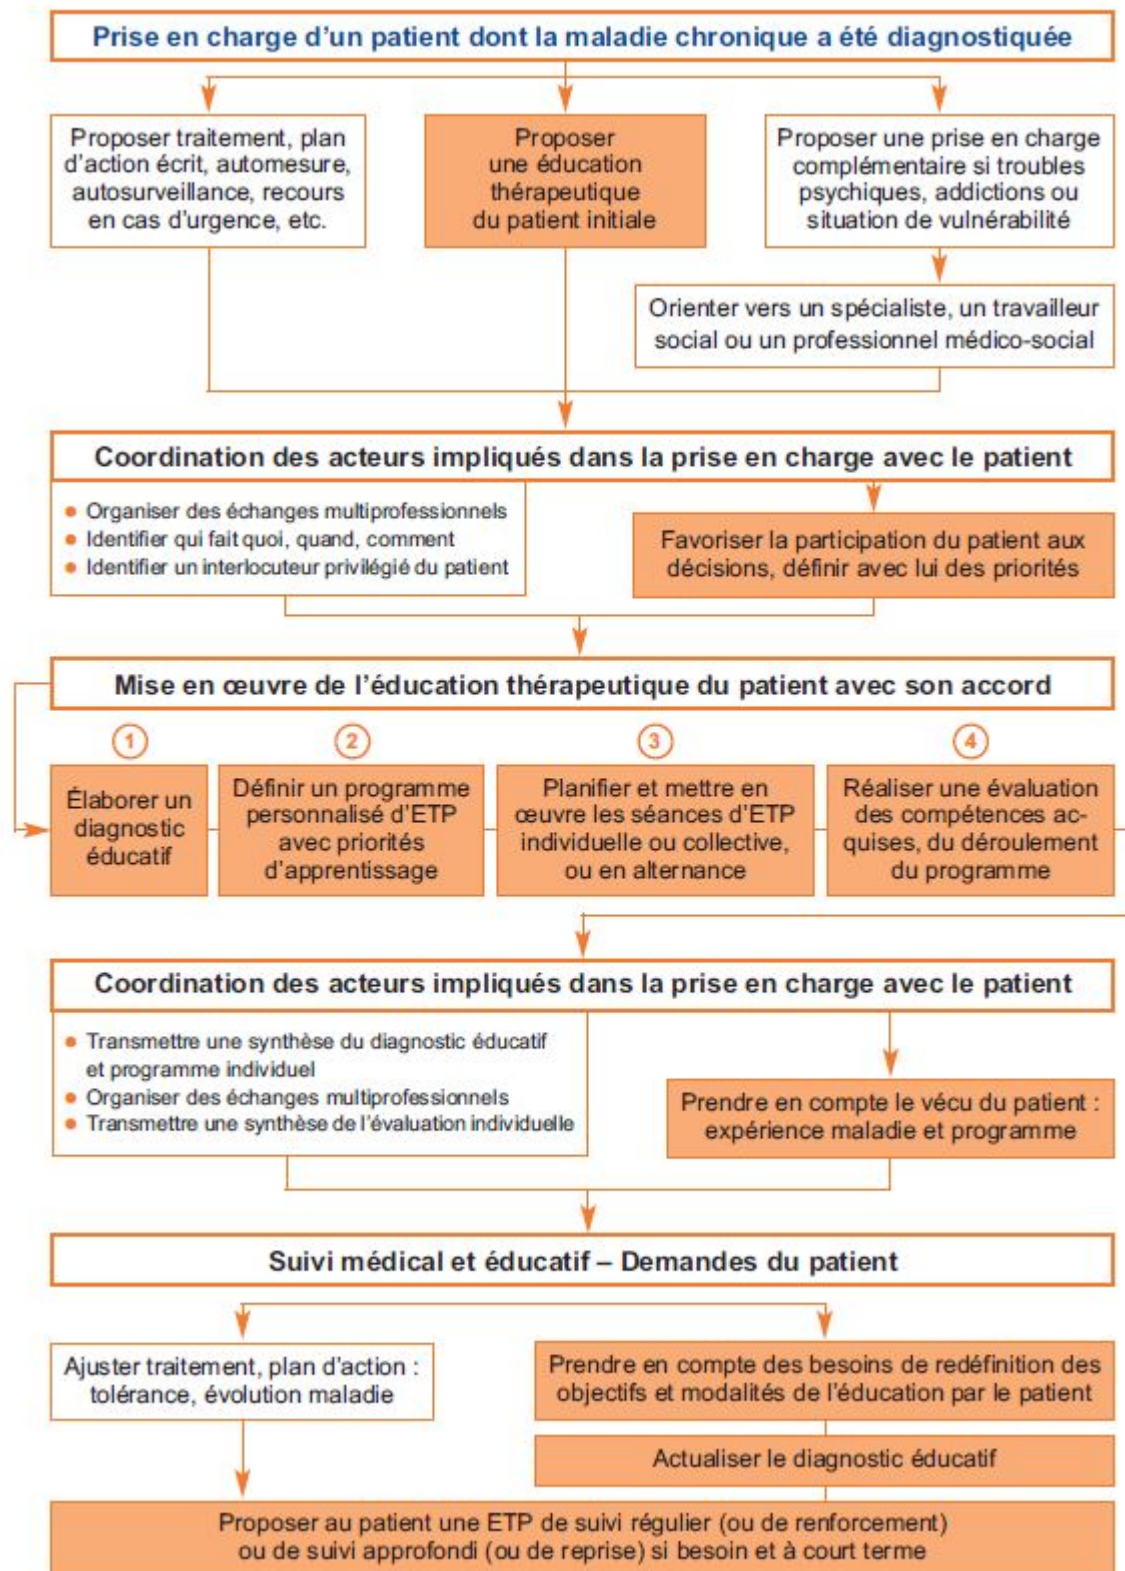 Prise en charge d'un patient dont la maladie chronique a été diagnostiquée
Proposer traitement, plan
d'action écrit, automesure,
autosurveillance, recours
en cas d'urgence, etc.
Proposer
une éducation
thérapeutique
du patient initiale
Proposer une prise en charge
complémentaire si troubles
psychiques, addictions ou
situation de vulnérabilité
Orienter vers un spécialiste, un travailleur
social ou un professionnel médico-social
Coordination des acteurs impliqués dans la prise en charge avec le patient
• Organiser des échanges multiprofessionnels
• Identifier qui fait quoi, quand, comment
• Identifier un interlocuteur privilégié du patient
Favoriser la participation du patient aux
décisions, définir avec lui des priorités
Mise en œuvre de l'éducation thérapeutique du patient avec son accord
1
Élaborer un
diagnostic
éducatif
2
Définir un programme
personnalisé d'ETP
avec priorités
d'apprentissage
3
Planifier et mettre en
œuvre les séances d'ETP
individuelle ou collective,
ou en alternance
4
Réaliser une évaluation
des compétences ac-
quises, du déroulement
du programme
Coordination des acteurs impliqués dans la prise en charge avec le patient
• Transmettre une synthèse du diagnostic éducatif
et programme individuel
• Organiser des échanges multiprofessionnels
• Transmettre une synthèse de l'évaluation individuelle
Prendre en compte le vécu du patient :
expérience maladie et programme
Suivi médical et éducatif – Demandes du patient
Ajuster traitement, plan d'action :
tolérance, évolution maladie
Prendre en compte des besoins de redéfinition des
objectifs et modalités de l'éducation par le patient
Actualiser le diagnostic éducatif
Proposer au patient une ETP de suivi régulier (ou de renforcement)
ou de suivi approfondi (ou de reprise) si besoin et à court terme